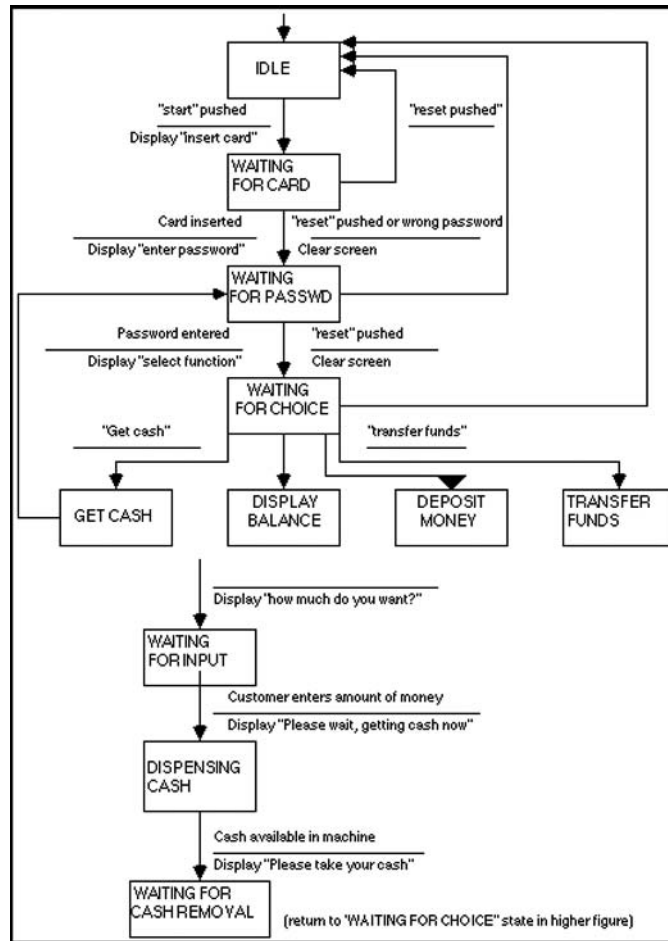 IDLE
"start" pushed
Display "insert card"
"reset pushed"
WAITING
FOR CARD
Card inserted
Display "enter password"
"reset" pushed or wrong password
Clear screen
WAITING
FOR PASSWD
Password entered
Display "select function"
"reset" pushed
Clear screen
WAITING
FOR CHOICE
"Get cash"
"transfer funds"
GET CASH
DISPLAY
BALANCE
DEPOSIT
MONEY
TRANSFER
FUNDS
Display "how much do you want?"
WAITING
FOR INPUT
Customer enters amount of money
Display "Please wait, getting cash now"
DISPENSING
CASH
Cash available in machine
Display "Please take your cash"
WAITING FOR
CASH REMOVAL
(return to 'WAITING FOR CHOICE" state in higher figure)